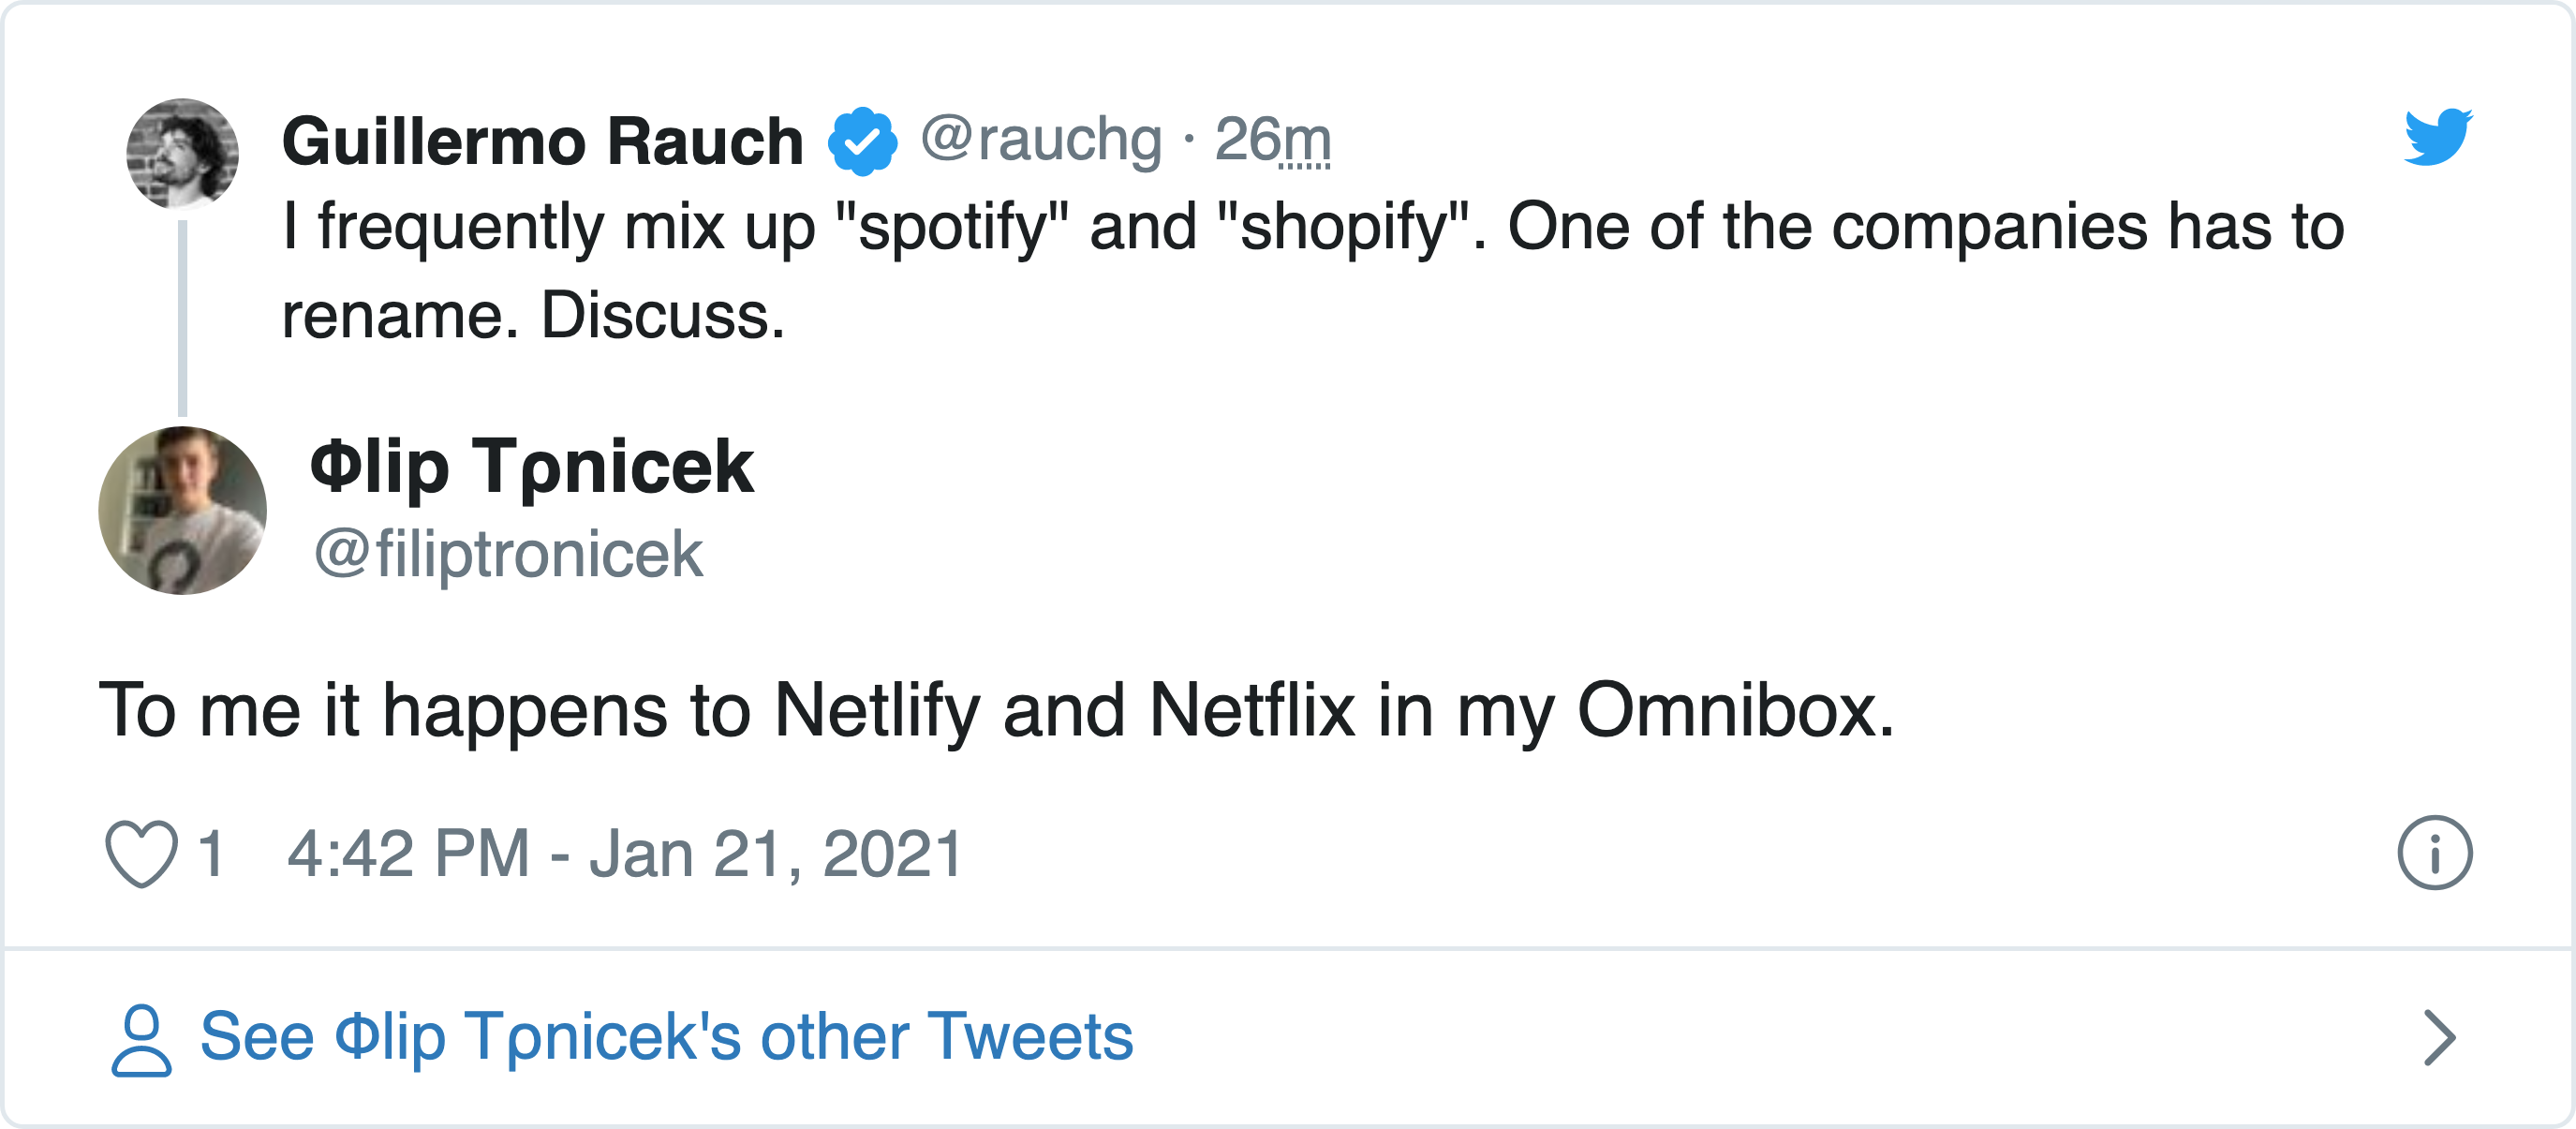 Guillermo Rauch @rauchg · 26m
I frequently mix up "spotify" and "shopify". One of the companies has to
rename. Discuss.
Φlip Tρnicek
@filiptronicek
To me it happens to Netlify and Netflix in my Omnibox.
1 4:42 PM - Jan 21, 2021
See Φlip Tρnicek's other Tweets